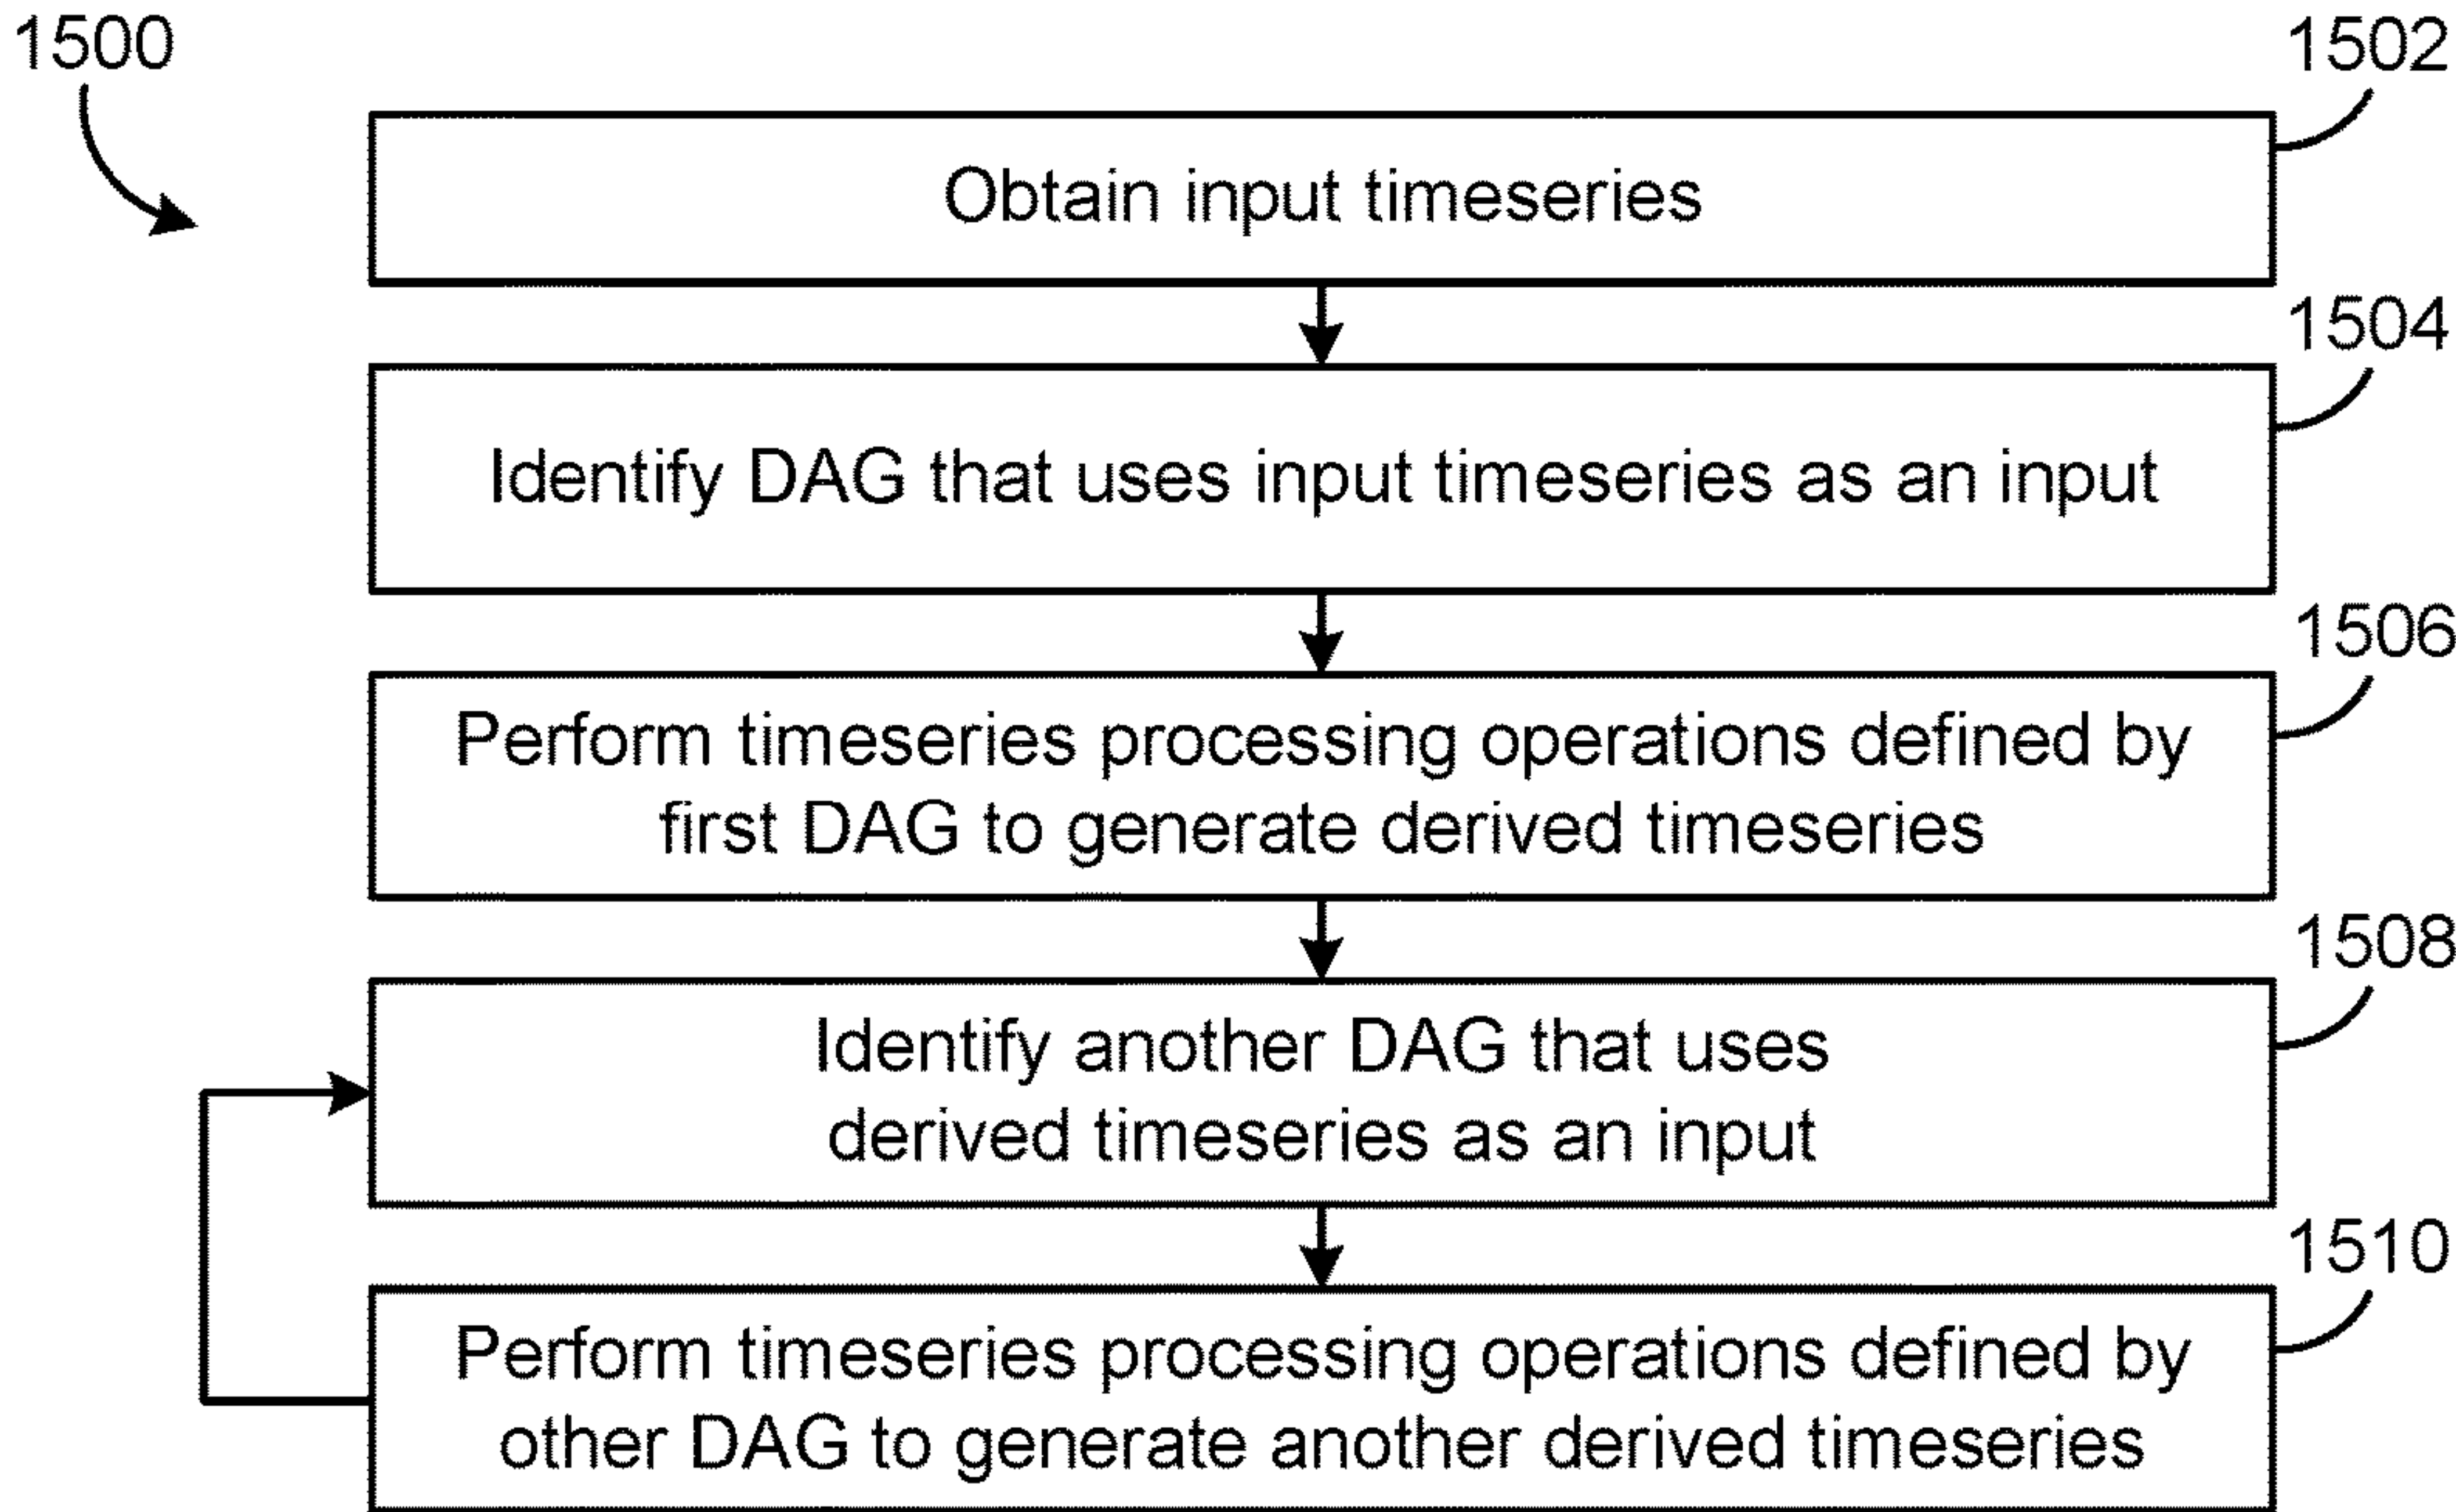 1500
1502
Obtain input timeseries
1504
Identify DAG that uses input timeseries as an input
1506
Perform timeseries processing operations defined by
first DAG to generate derived timeseries
1508
Identify another DAG that uses
derived timeseries as an input
1510
Perform timeseries processing operations defined by
other DAG to generate another derived timeseries